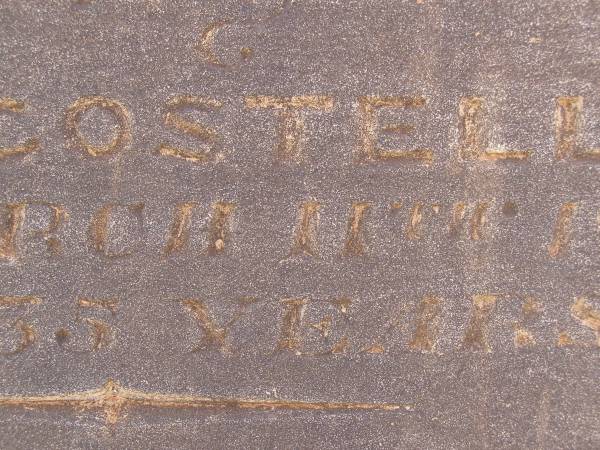 COSTELL
RCH 11TH. 1
35 YEARS